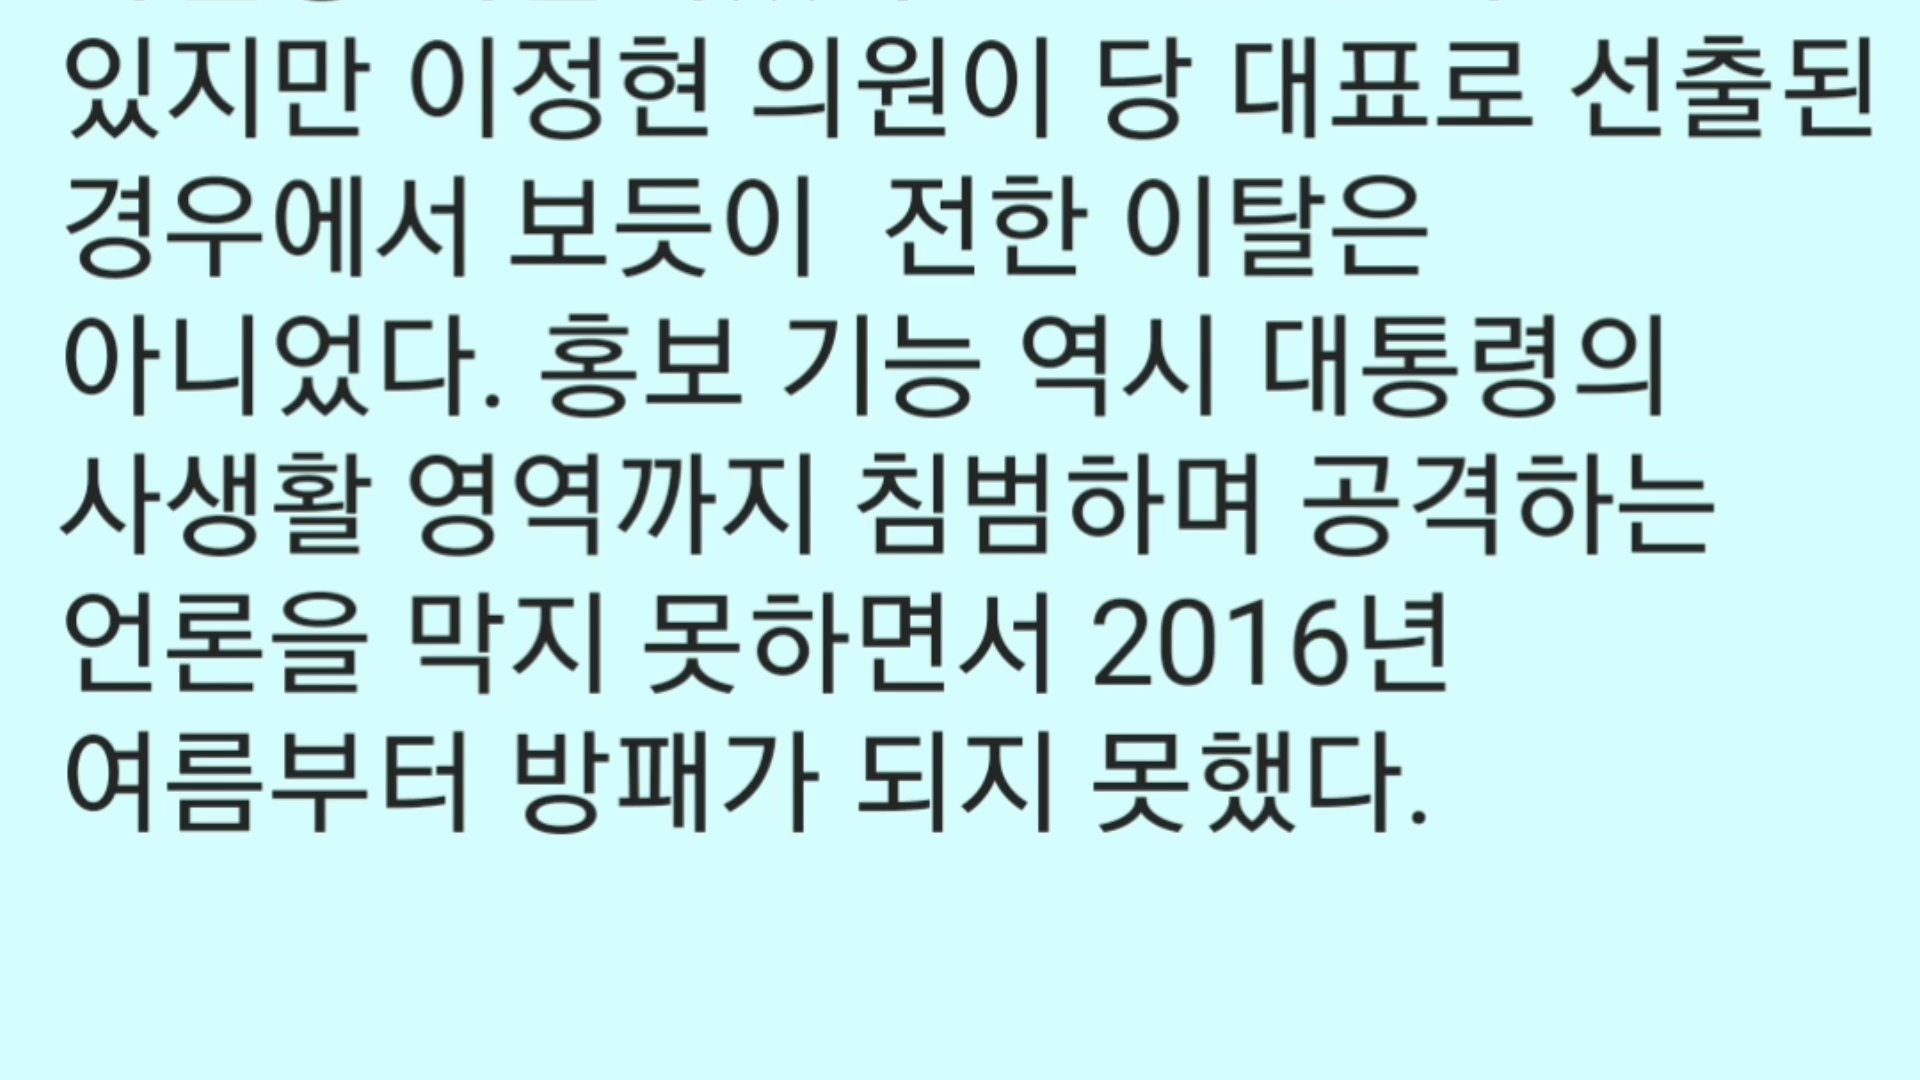 있지만 이정현 의원이 당 대표로 선출된
경우에서 보듯이  전한 이탈은
아니었다. 홍보 기능 역시 대통령의
사생활 영역까지 침범하며 공격하는
언론을 막지 못하면서 2016년
여름부터 방패가 되지 못했다.